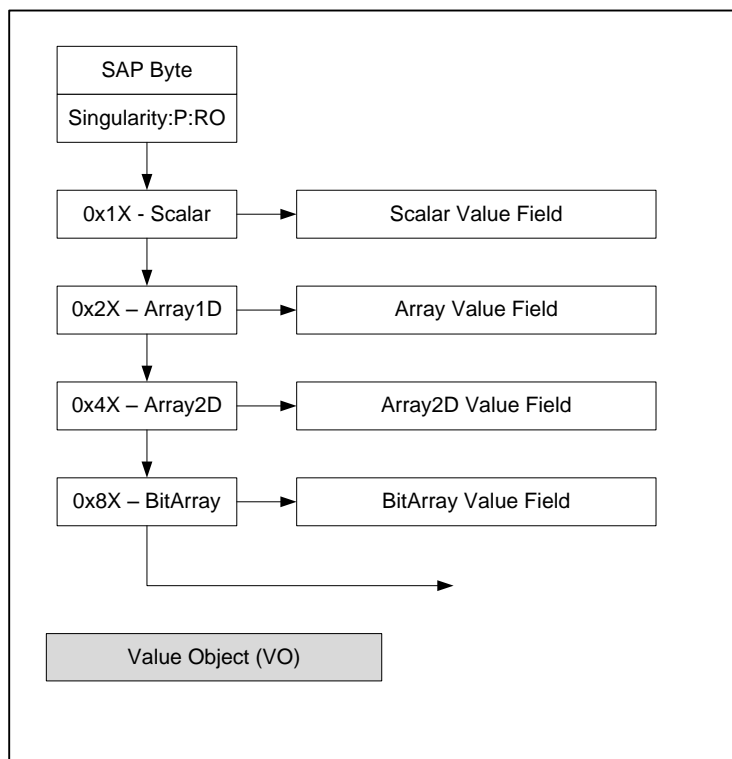 SAP Byte
Singularity:P:RO
0x1X - Scalar
Scalar Value Field
0x2X – Array1D
Array Value Field
0x4X – Array2D
Array2D Value Field
0x8X – BitArray
BitArray Value Field
Value Object (VO)